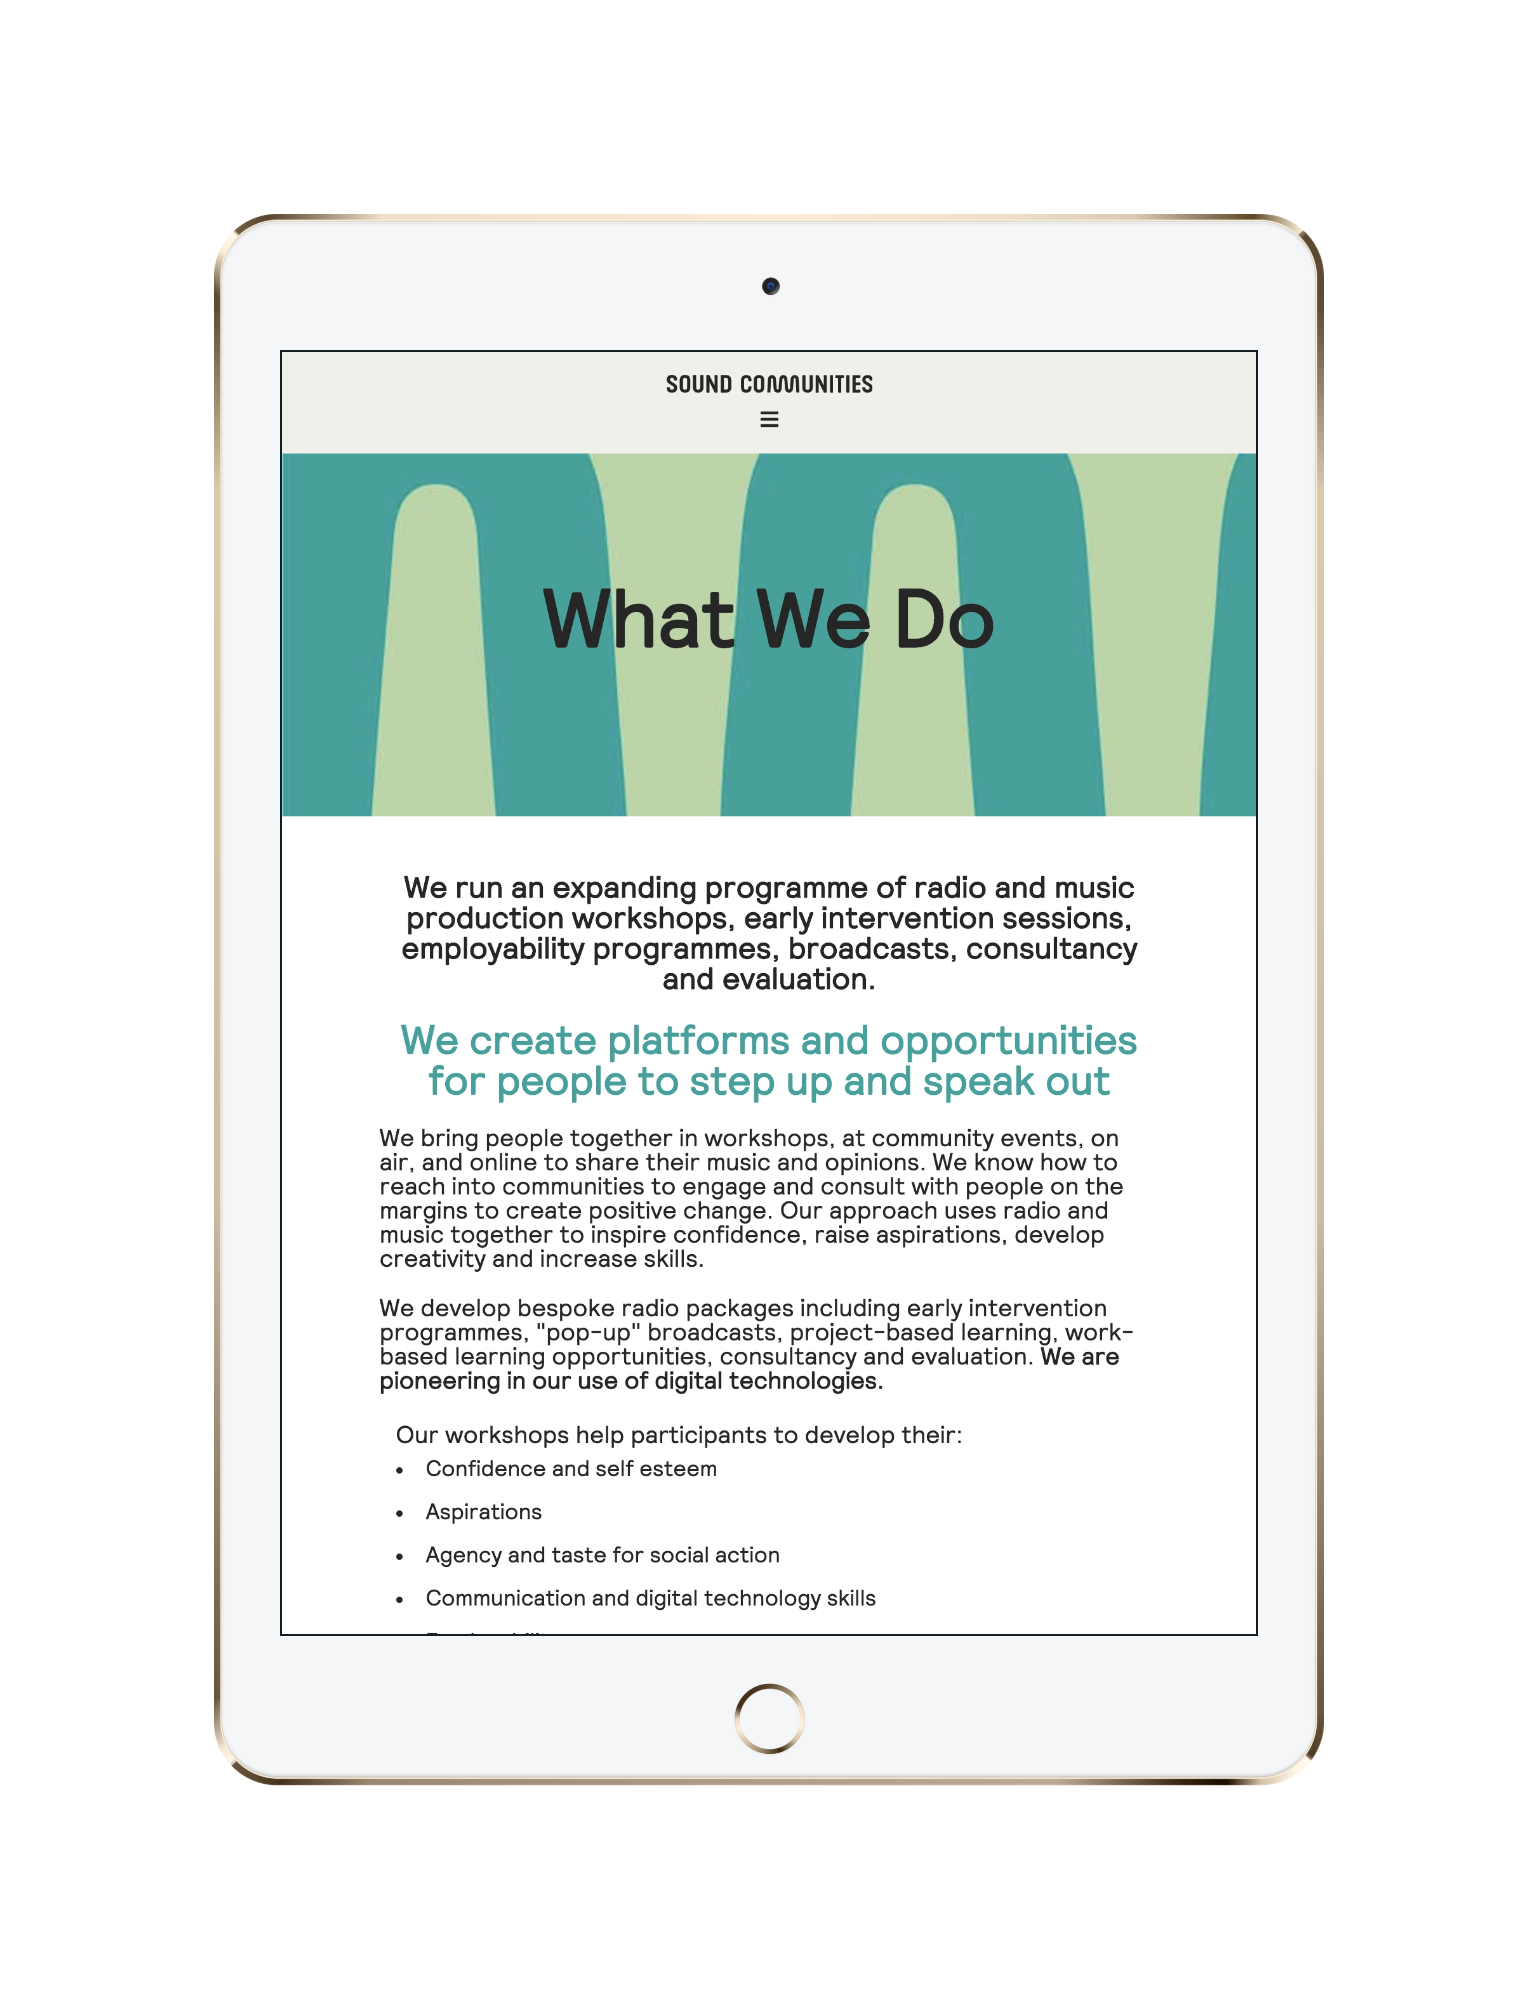 SOUND COMMUNITIES
What We Do
We run an expanding programme of radio and music
production workshops, early intervention sessions,
employability programmes, broadcasts, consultancy
and evaluation.
We create platforms and opportunities
for people to step up and speak out
We bring people together in workshops, at community events, on
air, and online to share their music and opinions. We know how to
reach into communities to engage and consult with people on the
margins to create positive change. Our approach uses radio and
music together to inspire confidence, raise aspirations, develop
creativity and increase skills.
We develop bespoke radio packages including early intervention
programmes, "pop-up" broadcasts, project-based learning, work-
based learning opportunities, consultancy and evaluation. We are
pioneering in our use of digital technologies.
Our workshops help participants to develop their:
• Confidence and self esteem
• Aspirations
• Agency and taste for social action
• Communication and digital technology skills